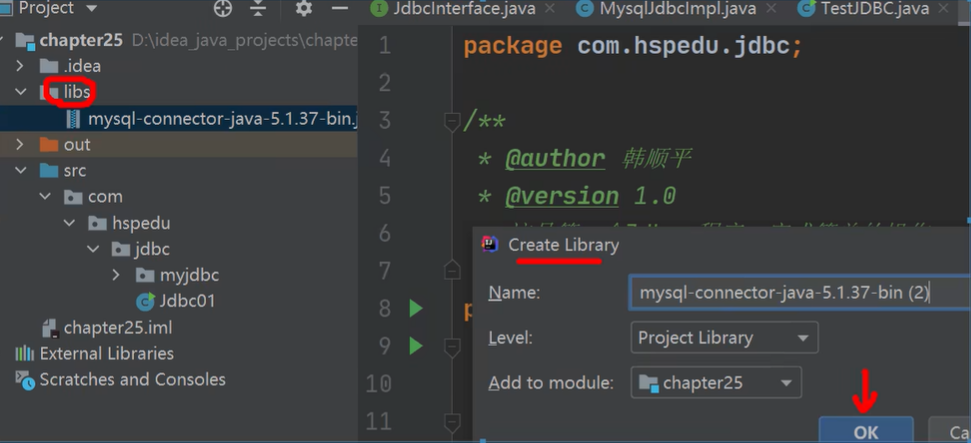 Project
chapter25 D:\idea_java_projects\chapte
.idea
libs
mysql-connector-java-5.1.37-bin.j
out
src
com
hspedu
jdbc
myjdbc
Jdbc01
chapter25.iml
External Libraries
Scratches and Consoles
JdbcInterface.java
MysqlJdbcImpl.java
TestJDBC.java
1 package com.hspedu.jdbc;
2
3 /**
4 * @author 韩顺平
5 * @version 1.0
6
7
8 p
9
10
11
Create Library
Name: mysql-connector-java-5.1.37-bin (2)
Level: Project Library
Add to module: chapter25
OK Ca